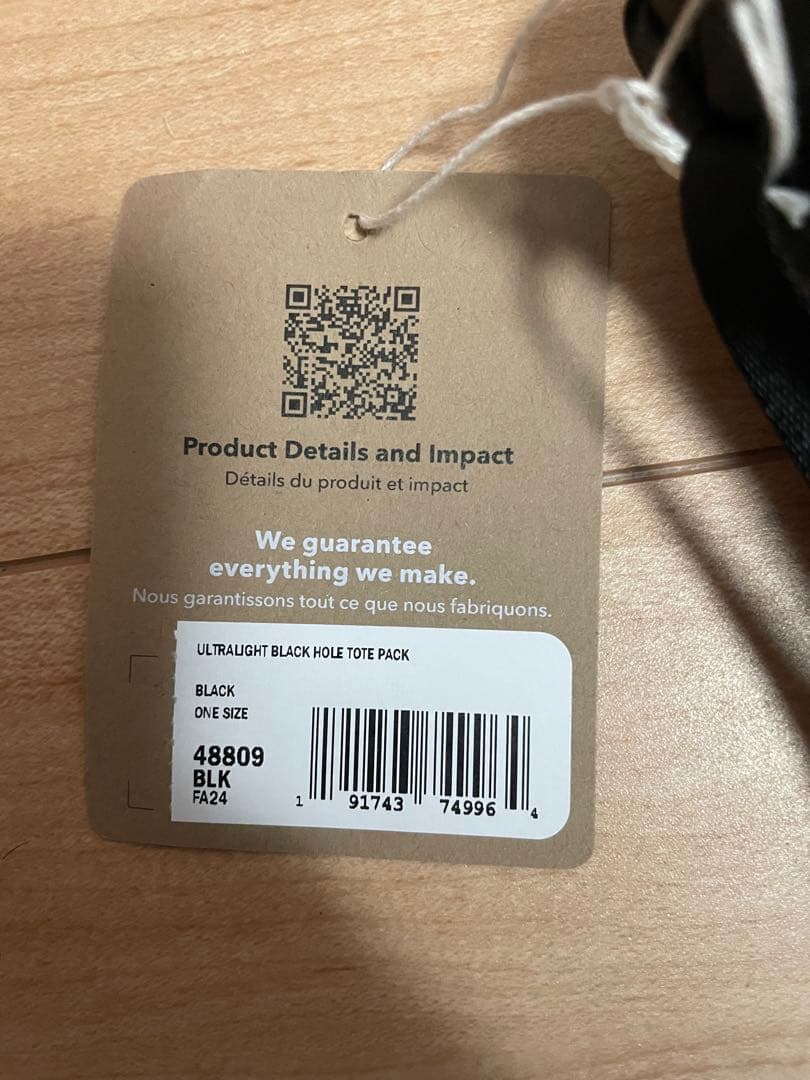 Product Details and Impact
Détails du produit et impact
We guarantee
everything we make.
Nous garantissons tout ce que nous fabriquons.
ULTRALIGHT BLACK HOLE TOTE PACK
BLACK
ONE SIZE
48809
BLK
FA24
1 91743 74996 4